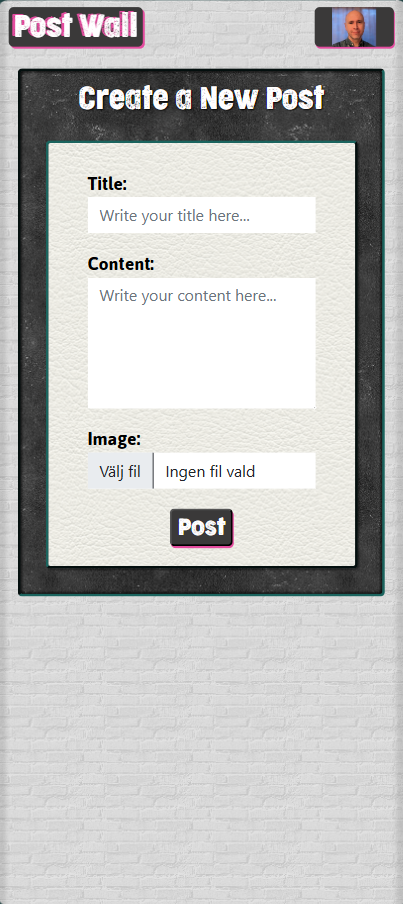 Post Wall
Create a New Post
Title:
Write your title here...
Content:
Write your content here...
Image:
Välj fil Ingen fil vald
Post